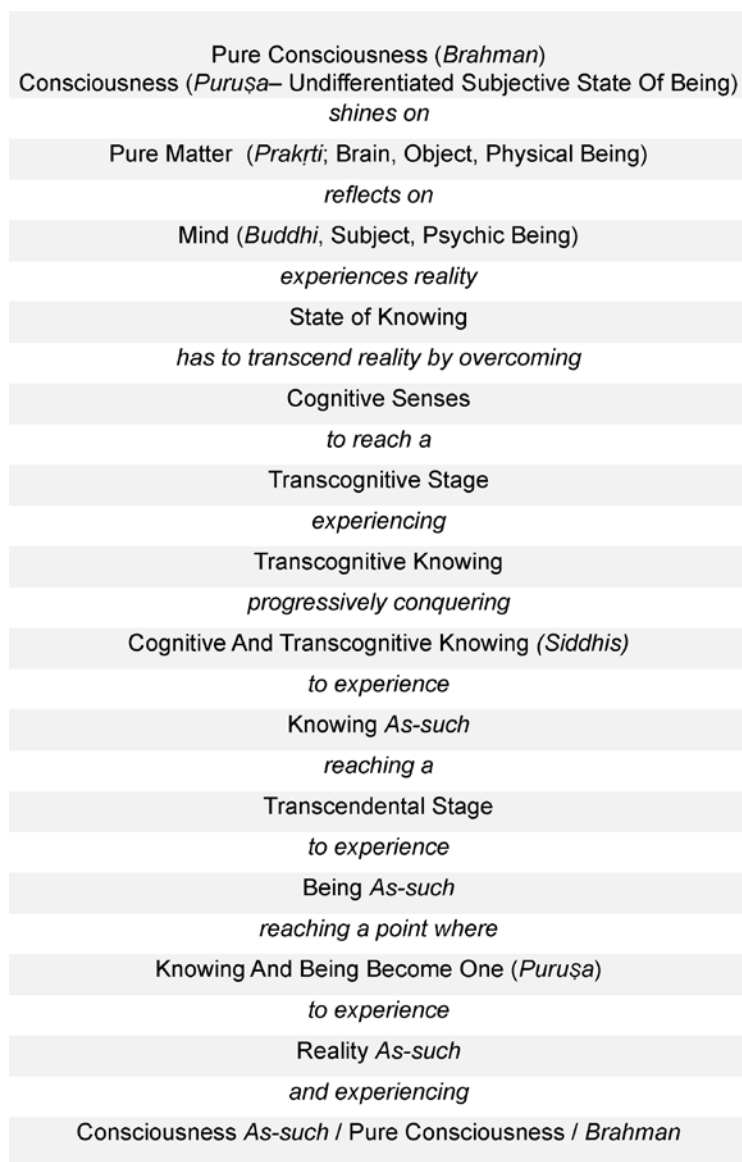 Pure Consciousness (Brahman)
Consciousness (Puruṣa– Undifferentiated Subjective State Of Being)
shines on
Pure Matter (Prakṛti; Brain, Object, Physical Being)
reflects on
Mind (Buddhi, Subject, Psychic Being)
experiences reality
State of Knowing
has to transcend reality by overcoming
Cognitive Senses
to reach a
Transcognitive Stage
experiencing
Transcognitive Knowing
progressively conquering
Cognitive And Transcognitive Knowing (Siddhis)
to experience
Knowing As-such
reaching a
Transcendental Stage
to experience
Being As-such
reaching a point where
Knowing And Being Become One (Puruṣa)
to experience
Reality As-such
and experiencing
Consciousness As-such / Pure Consciousness / Brahman